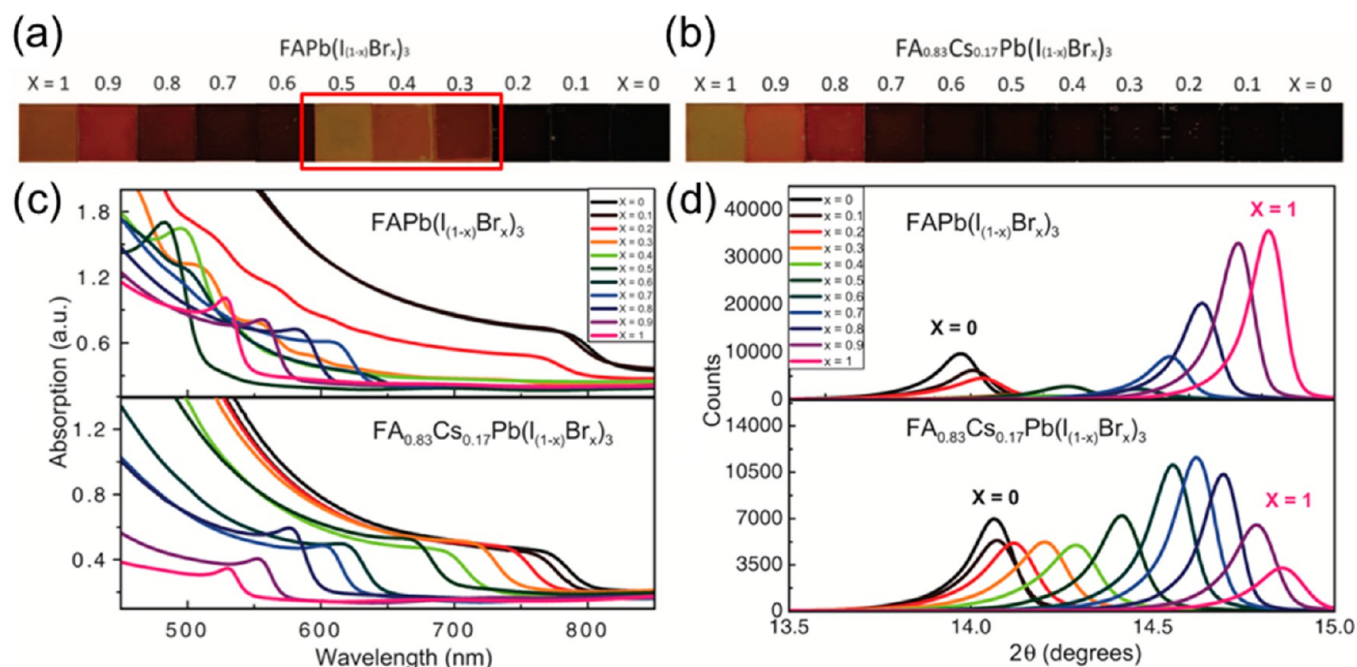 (a)
FAPb(I(1-x)Brx)3
X = 1 0.9 0.8 0.7 0.6 0.5 0.4 0.3 0.2 0.1 X = 0
(b)
FA0.83Cs0.17Pb(I(1-x)Brx)3
X = 1 0.9 0.8 0.7 0.6 0.5 0.4 0.3 0.2 0.1 X = 0
(c)
FAPb(I(1-x)Brx)3
X = 0
X = 0.1
X = 0.2
X = 0.3
X = 0.4
X = 0.5
X = 0.6
X = 0.7
X = 0.8
X = 0.9
X = 1
1.8
1.2
0.6
FA0.83Cs0.17Pb(I(1-x)Brx)3
1.2
0.8
0.4
Absorption (a.u.)
500 600 700 800
Wavelength (nm)
(d)
FAPb(I(1-x)Brx)3
x = 0
x = 0.1
x = 0.2
x = 0.3
x = 0.4
x = 0.5
x = 0.6
x = 0.7
x = 0.8
x = 0.9
x = 1
X = 0
X = 1
40000
30000
20000
10000
0
FA0.83Cs0.17Pb(I(1-x)Brx)3
X = 0
X = 1
14000
10500
7000
3500
0
Counts
13.5 14.0 14.5 15.0
2θ (degrees)